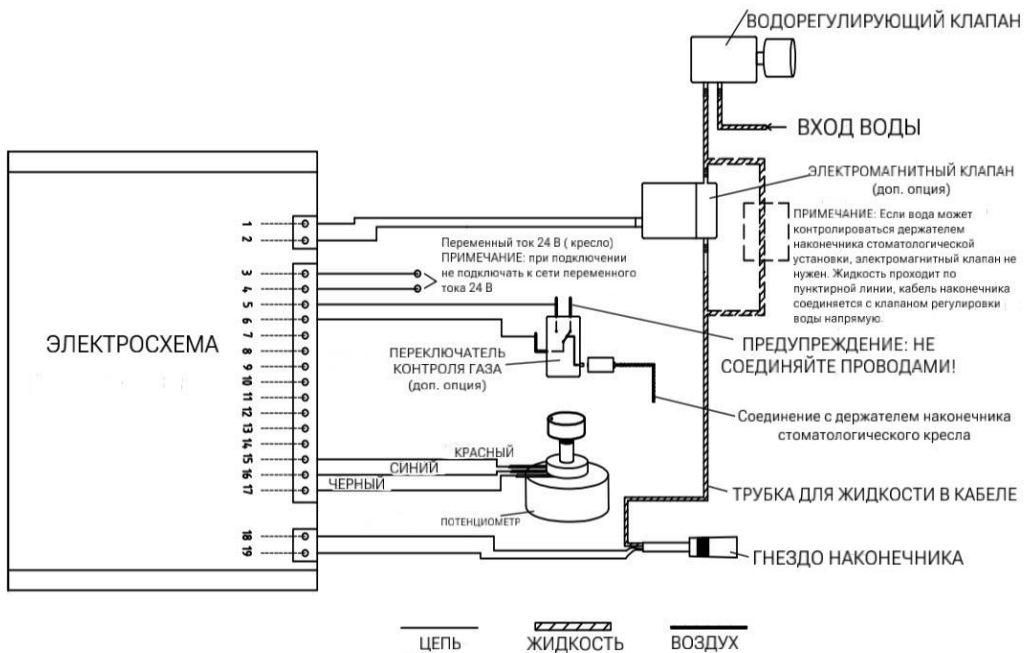 ВОДОРЕГУЛИРУЮЩИЙ КЛАПАН
ВХОД ВОДЫ
ЭЛЕКТРОМАГНИТНЫЙ КЛАПАН
(доп. опция)
ПРИМЕЧАНИЕ: Если вода может
контролироваться держателем
наконечника стоматологической
установки, электромагнитный клапан не
нужен. Жидкость проходит по
пунктирной линии, кабель наконечника
соединяется с клапаном регулировки
воды напрямую.
1
2
Переменный ток 24 В ( кресло)
ПРИМЕЧАНИЕ: при подключении
не подключать к сети переменного
тока 24 В
3
4
5
6
7
8
9
10
11
12
13
14
15
16
17
18
19
ЭЛЕКТРОСХЕМА
ПЕРЕКЛЮЧАТЕЛЬ
КОНТРОЛЯ ГАЗА
(доп. опция)
ПРЕДУПРЕЖДЕНИЕ: НЕ
СОЕДИНЯЙТЕ ПРОВОДАМИ!
Соединение с держателем наконечника
стоматологического кресла
КРАСНЫЙ
СИНИЙ
ЧЕРНЫЙ
ПОТЕНЦИОМЕТР
ТРУБКА ДЛЯ ЖИДКОСТИ В КАБЕЛЕ
ГНЕЗДО НАКОНЕЧНИКА
ЦЕПЬ
ЖИДКОСТЬ
ВОЗДУХ